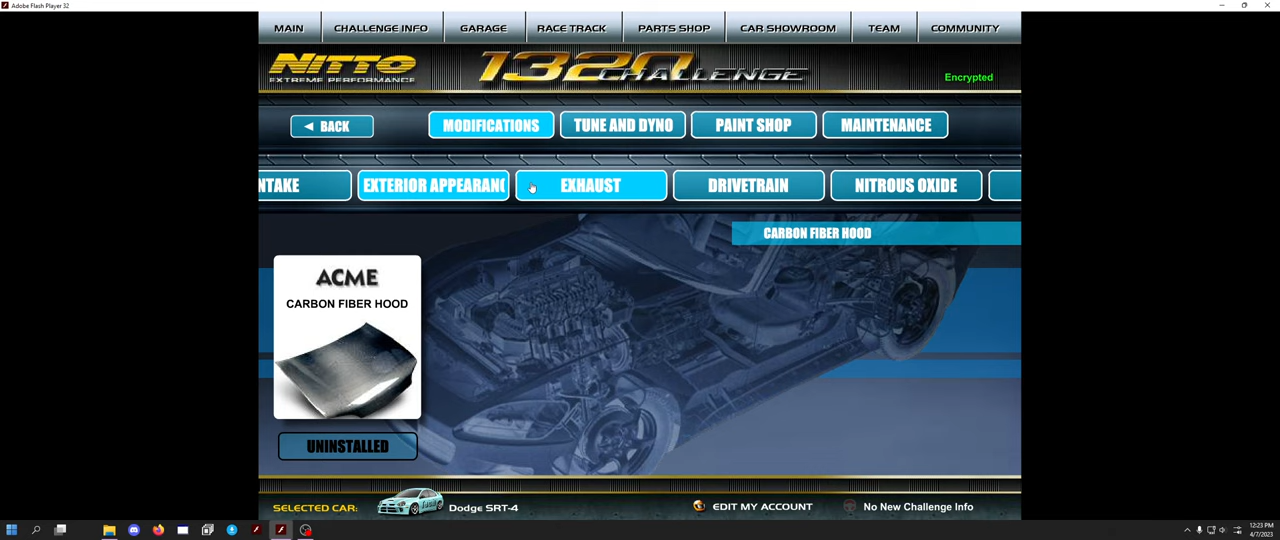 Adobe Flash Player 32
MAIN CHALLENGE INFO GARAGE RACE TRACK PARTS SHOP CAR SHOWROOM TEAM COMMUNITY
NITTO
EXTREME PERFORMANCE
1320 CHALLENGE
Encrypted
BACK
MODIFICATIONS TUNE AND DYNO PAINT SHOP MAINTENANCE
NTAKE EXTERIOR APPEARANC EXHAUST DRIVETRAIN NITROUS OXIDE
CARBON FIBER HOOD
ACME
CARBON FIBER HOOD
UNINSTALLED
SELECTED CAR: Dodge SRT-4 EDIT MY ACCOUNT No New Challenge Info
12:23 PM
4/7/2023